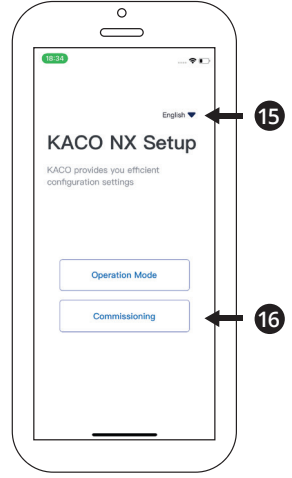 18:34
English
15
KACO NX Setup
KACO provides you efficient
configuration settings
Operation Mode
Commissioning
16